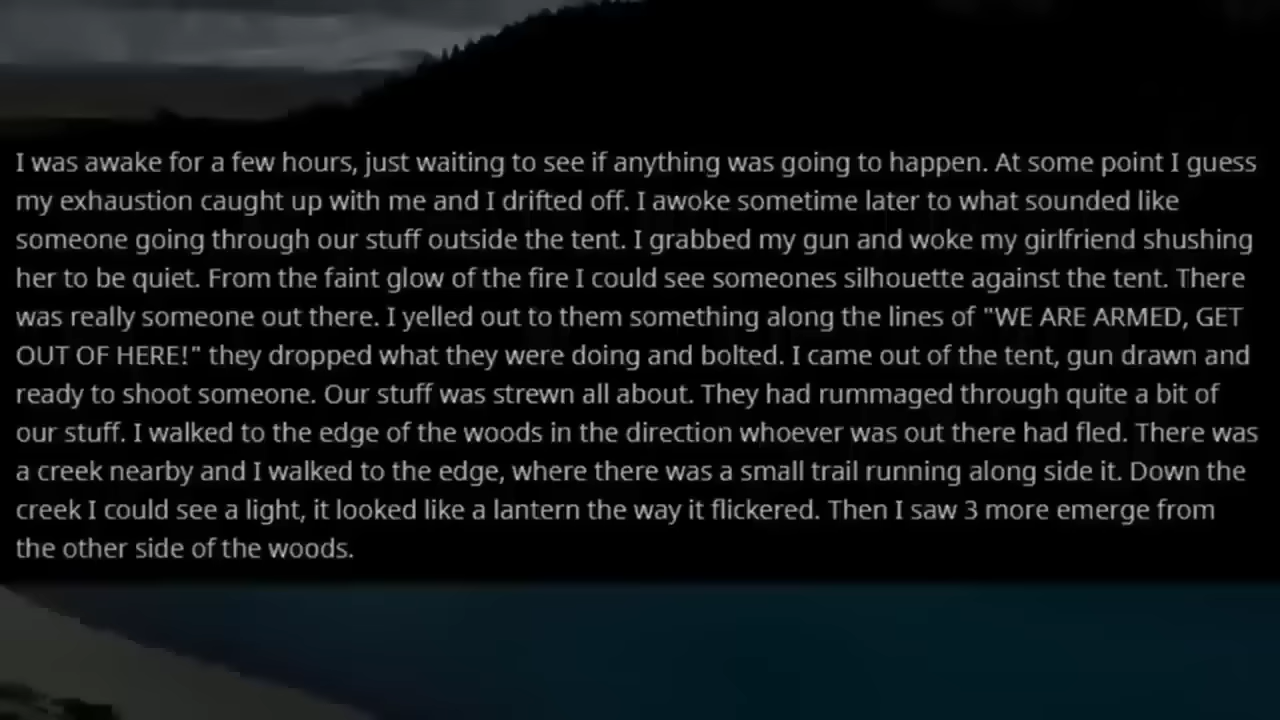 I was awake for a few hours, just waiting to see if anything was going to happen. At some point I guess
my exhaustion caught up with me and I drifted off. I awoke sometime later to what sounded like
someone going through our stuff outside the tent. I grabbed my gun and woke my girlfriend shushing
her to be quiet. From the faint glow of the fire I could see someones silhouette against the tent. There
was really someone out there. I yelled out to them something along the lines of "WE ARE ARMED, GET
OUT OF HERE!" they dropped what they were doing and bolted. I came out of the tent, gun drawn and
ready to shoot someone. Our stuff was strewn all about. They had rummaged through quite a bit of
our stuff. I walked to the edge of the woods in the direction whoever was out there had fled. There was
a creek nearby and I walked to the edge, where there was a small trail running along side it. Down the
creek I could see a light, it looked like a lantern the way it flickered. Then I saw 3 more emerge from
the other side of the woods.